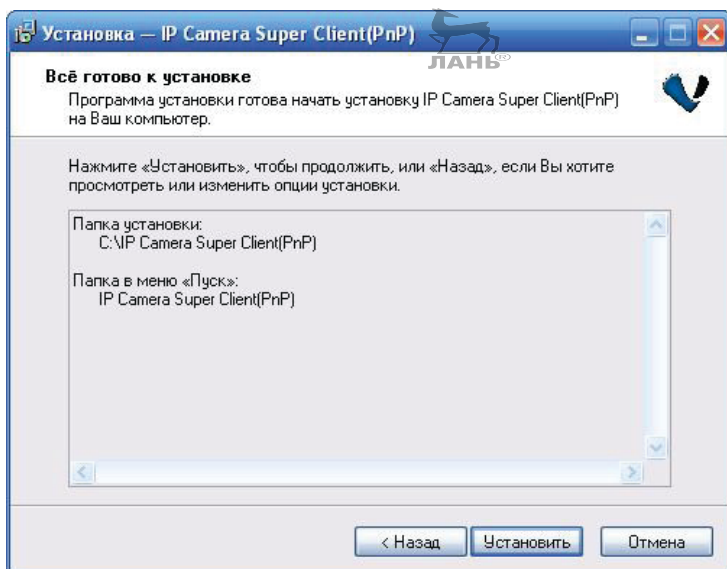 Установка — IP Camera Super Client(PnP)
ЛАНЬ®
Всё готово к установке
Программа установки готова начать установку IP Camera Super Client(PnP)
на Ваш компьютер.
Нажмите «Установить», чтобы продолжить, или «Назад», если Вы хотите
просмотреть или изменить опции установки.
Папка установки:
C:\IP Camera Super Client(PnP)
Папка в меню «Пуск»:
IP Camera Super Client(PnP)
< Назад
Установить
Отмена